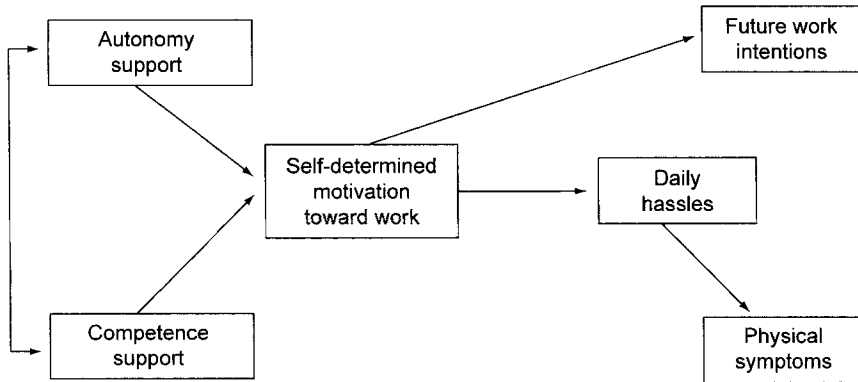 Autonomy
support
Future work
intentions
Self-determined
motivation
toward work
Daily
hassles
Competence
support
Physical
symptoms